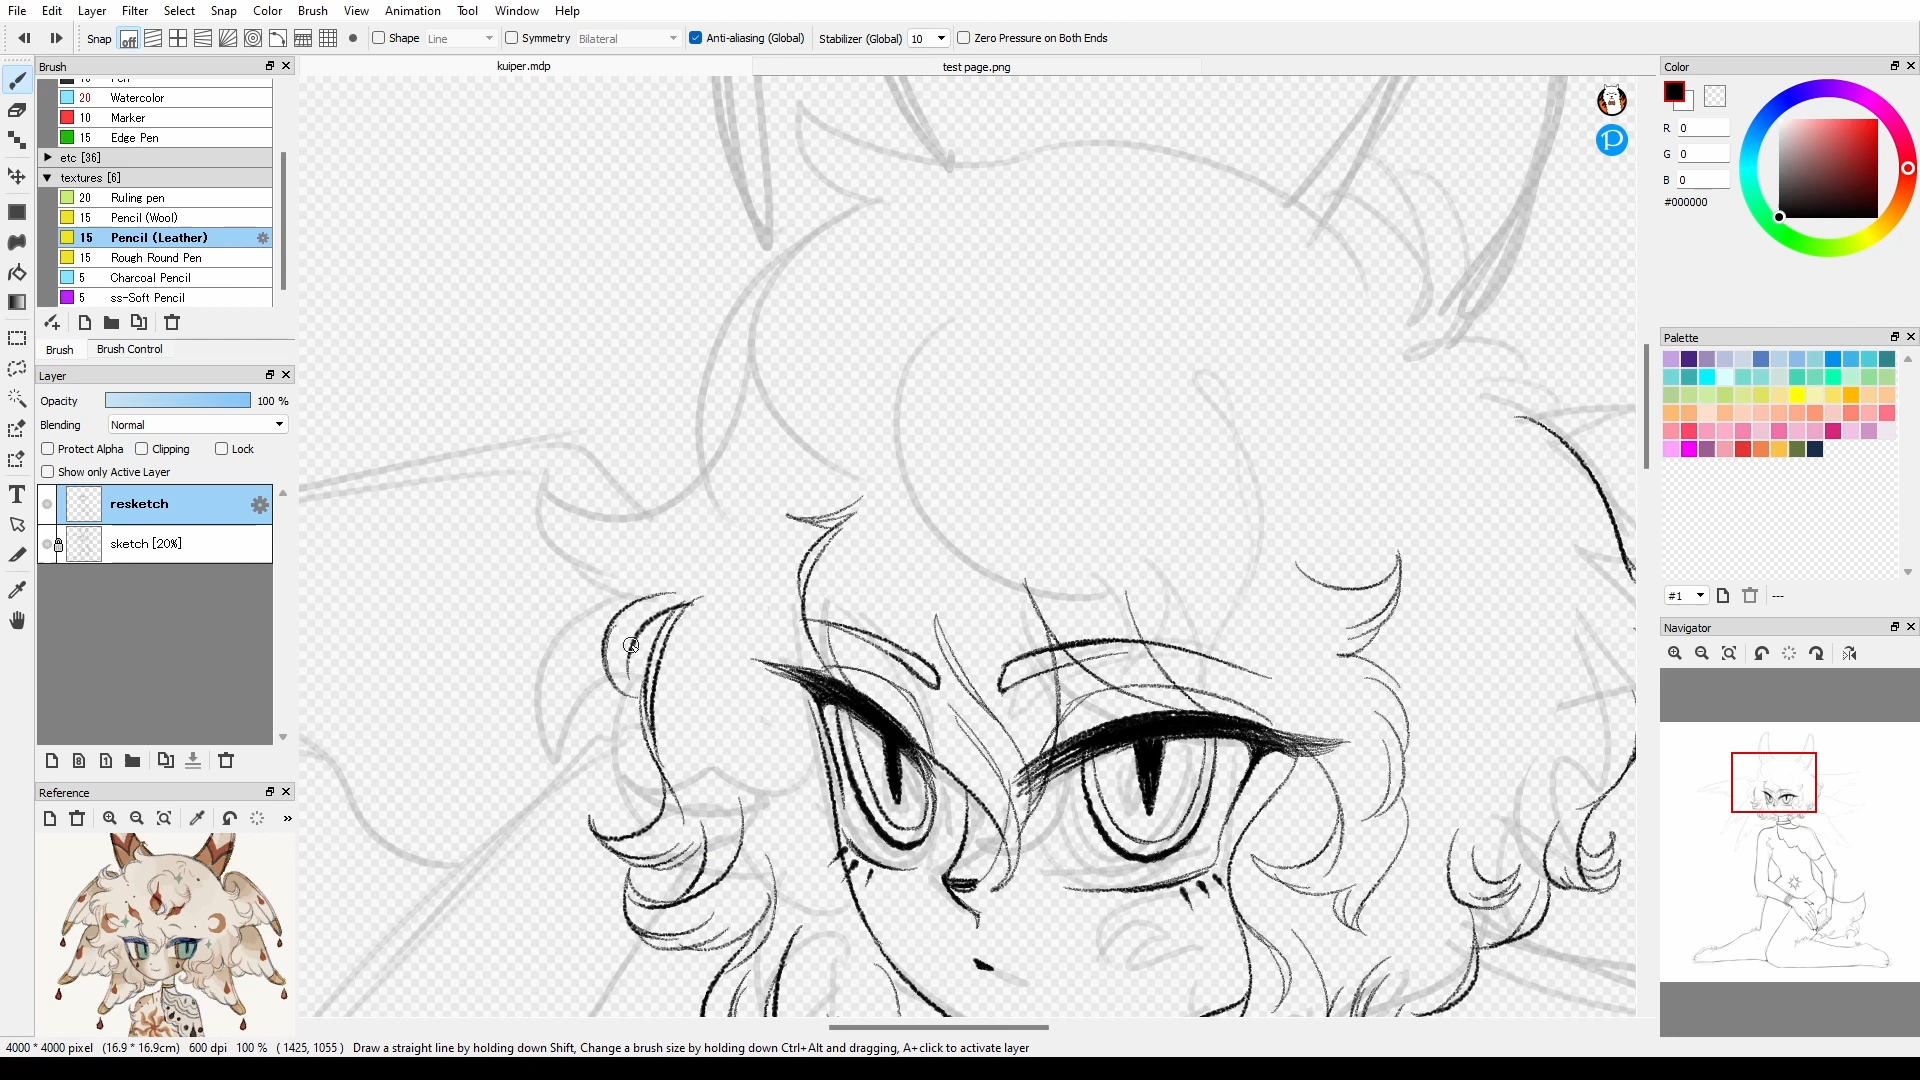 File Edit Layer Filter Select Snap Color Brush View Animation Tool Window Help
Snap off Shape Line Symmetry Bilateral Anti-aliasing (Global) Stabilizer (Global) 10 Zero Pressure on Both Ends
Brush
kuiper.mdp
test page.png
Color
20 Watercolor
10 Marker
15 Edge Pen
etc [36]
textures [6]
20 Ruling pen
15 Pencil (Wool)
15 Pencil (Leather)
15 Rough Round Pen
5 Charcoal Pencil
5 ss-Soft Pencil
Brush Brush Control
R 0
G 0
B 0
#000000
Layer
Opacity 100 %
Blending Normal
Protect Alpha Clipping Lock
Show only Active Layer
resketch
sketch [20%]
8 1
Palette
#1 ---
Navigator
Reference
»
4000 * 4000 pixel (16.9 * 16.9cm) 600 dpi 100 % ( 1425, 1055 ) Draw a straight line by holding down Shift, Change a brush size by holding down Ctrl+Alt and dragging, A+click to activate layer